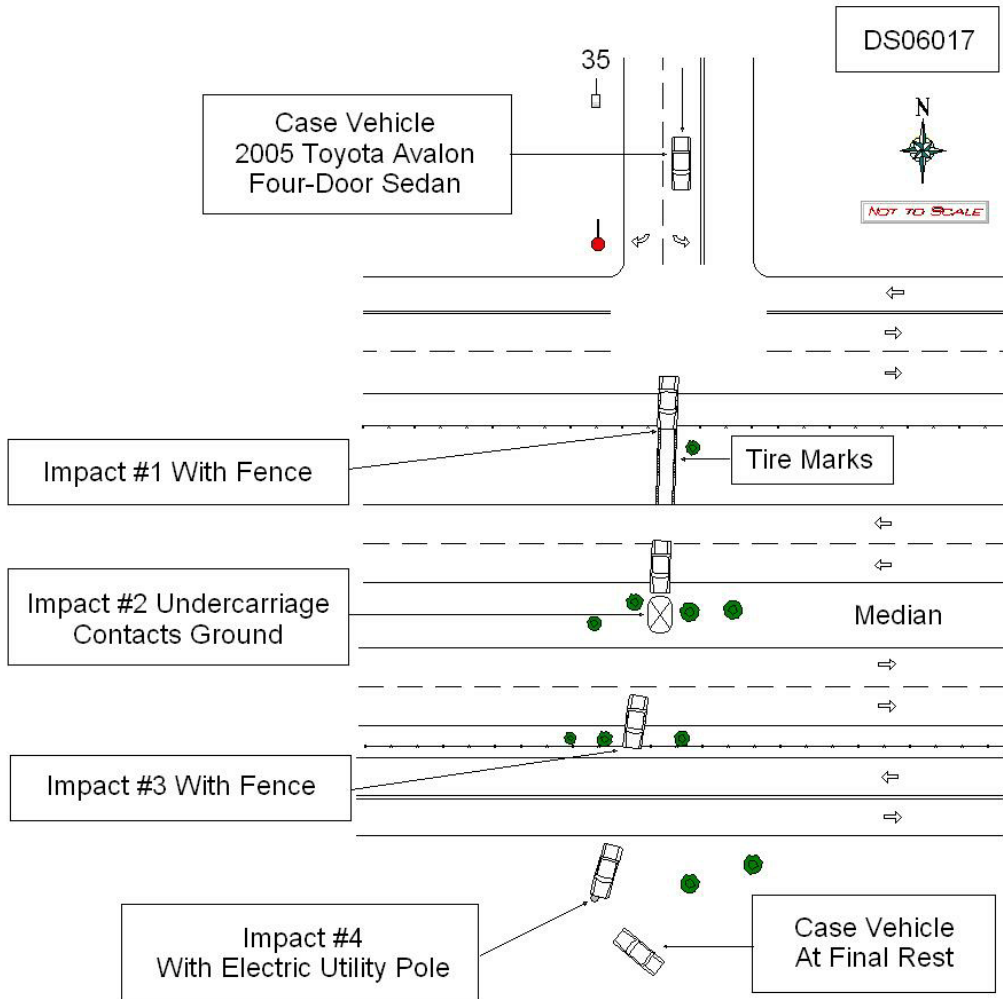 DS06017
35
N
Case Vehicle
2005 Toyota Avalon
Four-Door Sedan
NOT TO SCALE
Impact #1 With Fence
Tire Marks
Impact #2 Undercarriage
Contacts Ground
Median
Impact #3 With Fence
Impact #4
With Electric Utility Pole
Case Vehicle
At Final Rest